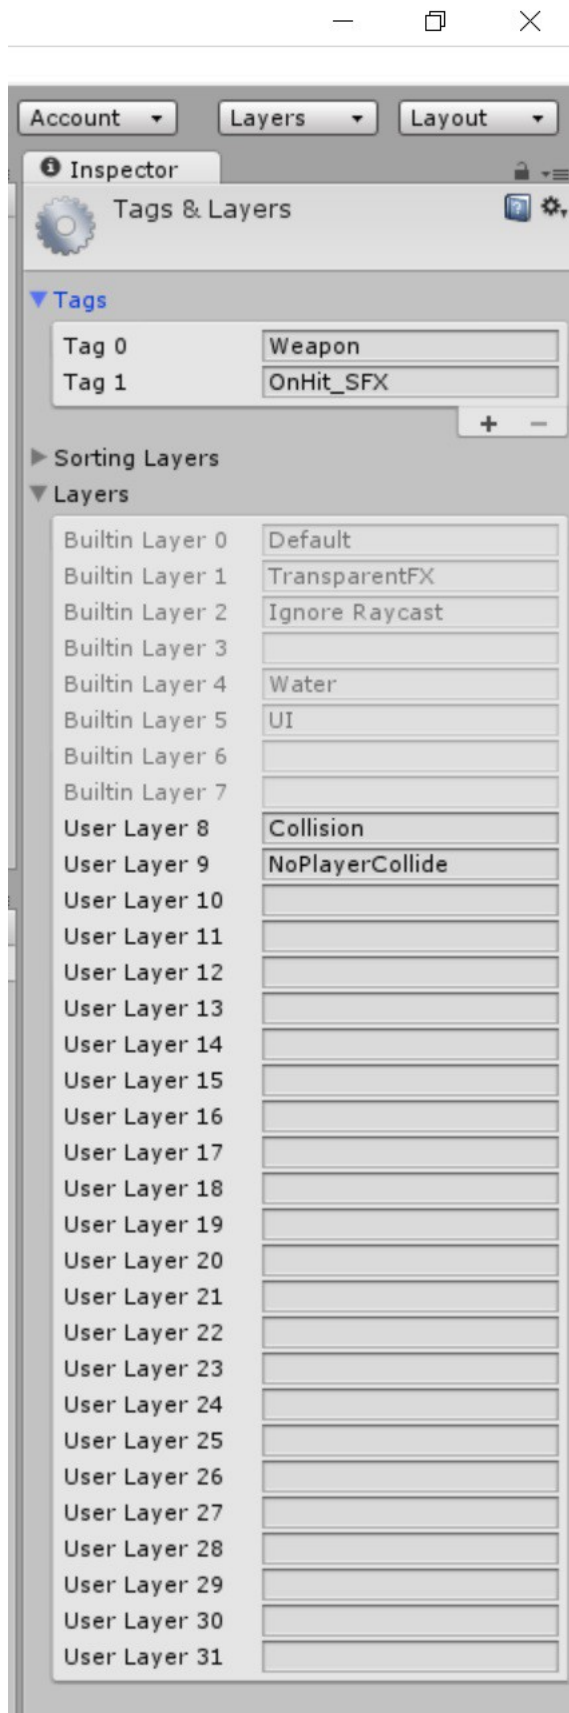 Account Layers Layout
Inspector
Tags & Layers
Tags
Tag 0 Weapon
Tag 1 OnHit_SFX
+ −
Sorting Layers
Layers
Builtin Layer 0 Default
Builtin Layer 1 TransparentFX
Builtin Layer 2 Ignore Raycast
Builtin Layer 3
Builtin Layer 4 Water
Builtin Layer 5 UI
Builtin Layer 6
Builtin Layer 7
User Layer 8 Collision
User Layer 9 NoPlayerCollide
User Layer 10
User Layer 11
User Layer 12
User Layer 13
User Layer 14
User Layer 15
User Layer 16
User Layer 17
User Layer 18
User Layer 19
User Layer 20
User Layer 21
User Layer 22
User Layer 23
User Layer 24
User Layer 25
User Layer 26
User Layer 27
User Layer 28
User Layer 29
User Layer 30
User Layer 31